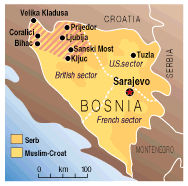 Velika Kladusa
CROATIA
Coralici
Prijedor
Ljubija
Bihac
Sanski Most
Kljuc
Tuzla
U.S.sector
British sector
Sarajevo
SERBIA
BOSNIA
French sector
MONTENEGRO
Serb
Muslim-Croat
0 km 100